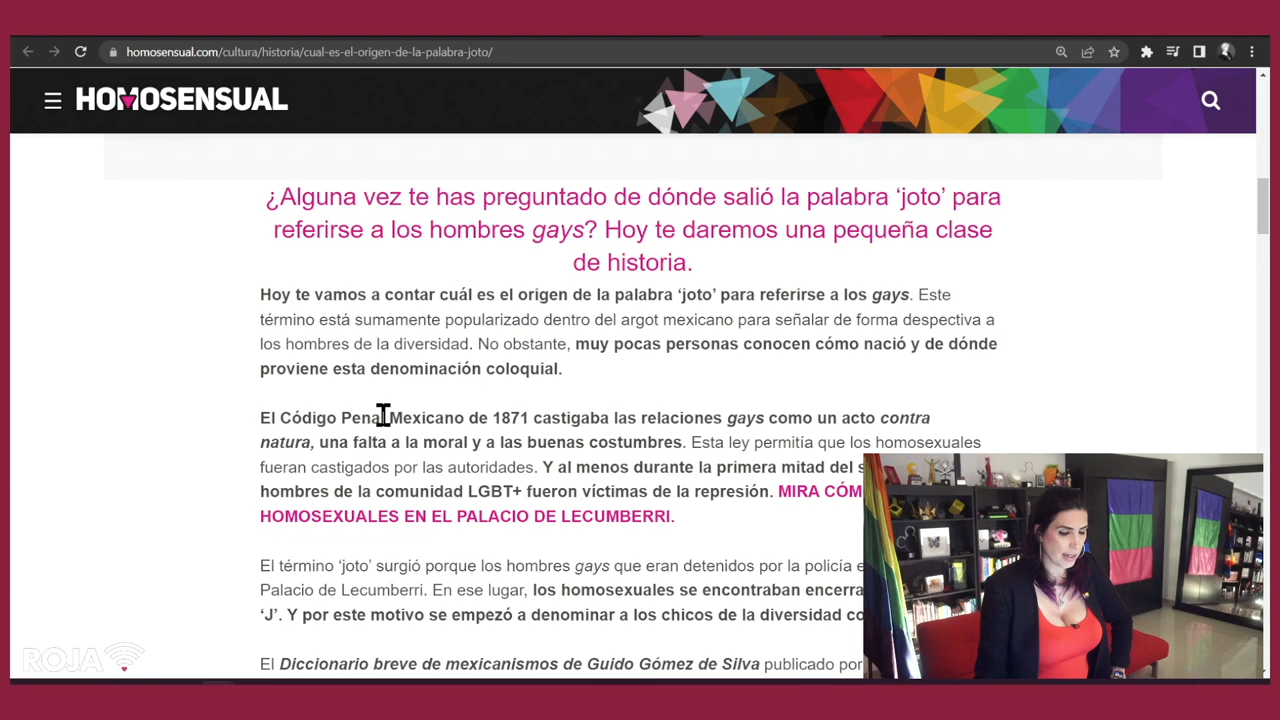 homosensual.com/cultura/historia/cual-es-el-origen-de-la-palabra-joto/
HOMOSENSUAL
¿Alguna vez te has preguntado de dónde salió la palabra ‘joto’ para
referirse a los hombres gays? Hoy te daremos una pequeña clase
de historia.
Hoy te vamos a contar cuál es el origen de la palabra ‘joto’ para referirse a los gays. Este
término está sumamente popularizado dentro del argot mexicano para señalar de forma despectiva a
los hombres de la diversidad. No obstante, muy pocas personas conocen cómo nació y de dónde
proviene esta denominación coloquial.
El Código Penal Mexicano de 1871 castigaba las relaciones gays como un acto contra
natura, una falta a la moral y a las buenas costumbres. Esta ley permitía que los homosexuales
fueran castigados por las autoridades. Y al menos durante la primera mitad del s
hombres de la comunidad LGBT+ fueron víctimas de la represión. MIRA CÓM
HOMOSEXUALES EN EL PALACIO DE LECUMBERRI.
El término ‘joto’ surgió porque los hombres gays que eran detenidos por la policía e
Palacio de Lecumberri. En ese lugar, los homosexuales se encontraban encerra
‘J’. Y por este motivo se empezó a denominar a los chicos de la diversidad co
El Diccionario breve de mexicanismos de Guido Gómez de Silva publicado por
ROJA